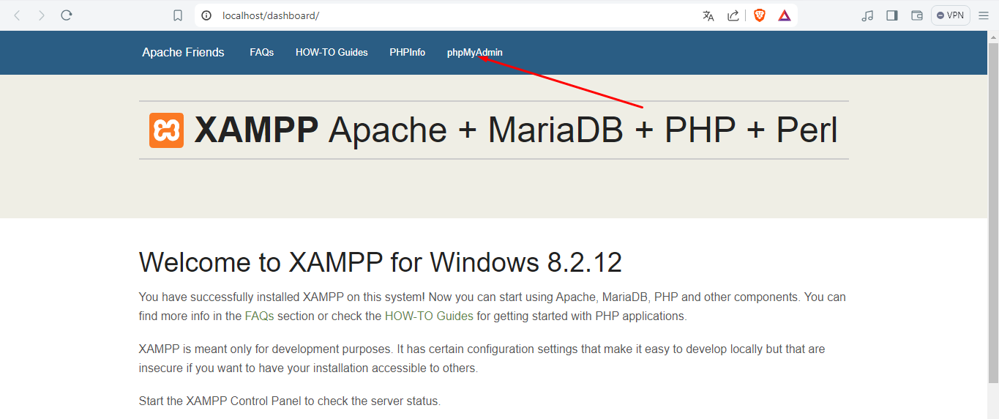 localhost/dashboard/
VPN
Apache Friends FAQs HOW-TO Guides PHPInfo phpMyAdmin
XAMPP Apache + MariaDB + PHP + Perl
Welcome to XAMPP for Windows 8.2.12
You have successfully installed XAMPP on this system! Now you can start using Apache, MariaDB, PHP and other components. You can
find more info in the FAQs section or check the HOW-TO Guides for getting started with PHP applications.
XAMPP is meant only for development purposes. It has certain configuration settings that make it easy to develop locally but that are
insecure if you want to have your installation accessible to others.
Start the XAMPP Control Panel to check the server status.